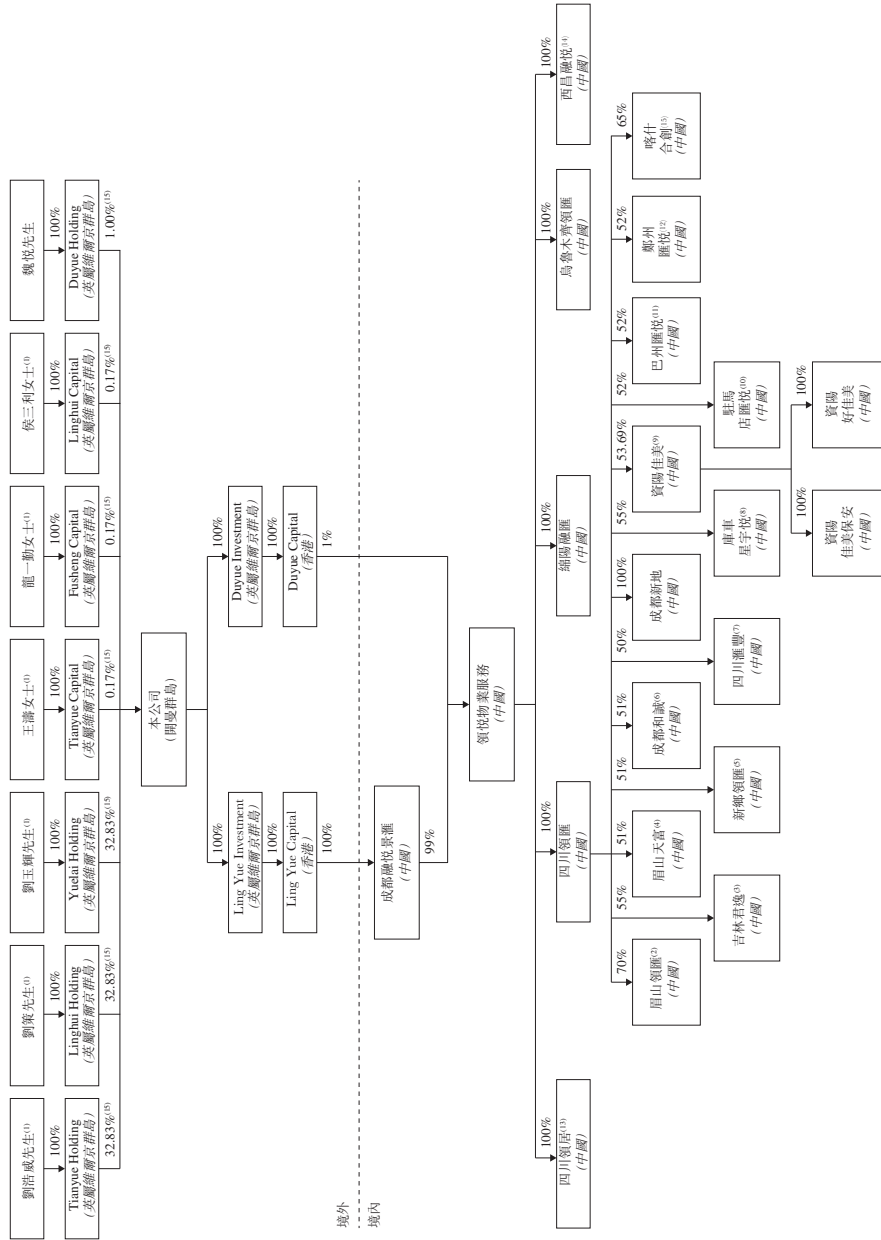 劉浩威先生(1)
劉策先生(1)
劉玉輝先生(1)
王濤女士(1)
龍一勤女士(1)
侯三利女士(1)
魏悅先生
100%
100%
100%
100%
100%
100%
100%
Tianyue Holding
(英屬維爾京群島)
Linghui Holding
(英屬維爾京群島)
Yuelai Holding
(英屬維爾京群島)
Tianyue Capital
(英屬維爾京群島)
Fusheng Capital
(英屬維爾京群島)
Linghui Capital
(英屬維爾京群島)
Duyue Holding
(英屬維爾京群島)
32.83%(15)
32.83%(15)
32.83%(15)
0.17%(15)
0.17%(15)
0.17%(15)
1.00%(15)
本公司
(開曼群島)
100%
100%
Ling Yue Investment
(英屬維爾京群島)
Duyue Investment
(英屬維爾京群島)
100%
100%
Ling Yue Capital
(香港)
Duyue Capital
(香港)
100%
1%
境外
境內
成都融悅景滙
(中國)
99%
領悅物業服務
(中國)
100%
100%
100%
100%
100%
四川領居(13)
(中國)
四川領匯
(中國)
綿陽融匯
(中國)
烏魯木齊領匯
(中國)
西昌融悅(14)
(中國)
70%
55%
51%
51%
51%
50%
100%
55%
53.69%
52%
52%
52%
65%
眉山領匯(2)
(中國)
眉山天富(4)
(中國)
成都和誠(6)
(中國)
成都新地
(中國)
資陽佳美(9)
(中國)
巴州匯悅(11)
(中國)
鄭州
匯悅(12)
(中國)
喀什
合創(15)
(中國)
吉林君逸(3)
(中國)
新鄉領匯(5)
(中國)
四川滙豐(7)
(中國)
庫車
星宇悅(8)
(中國)
駐馬
店匯悅(10)
(中國)
100%
100%
資陽
佳美保安
(中國)
資陽
好佳美
(中國)